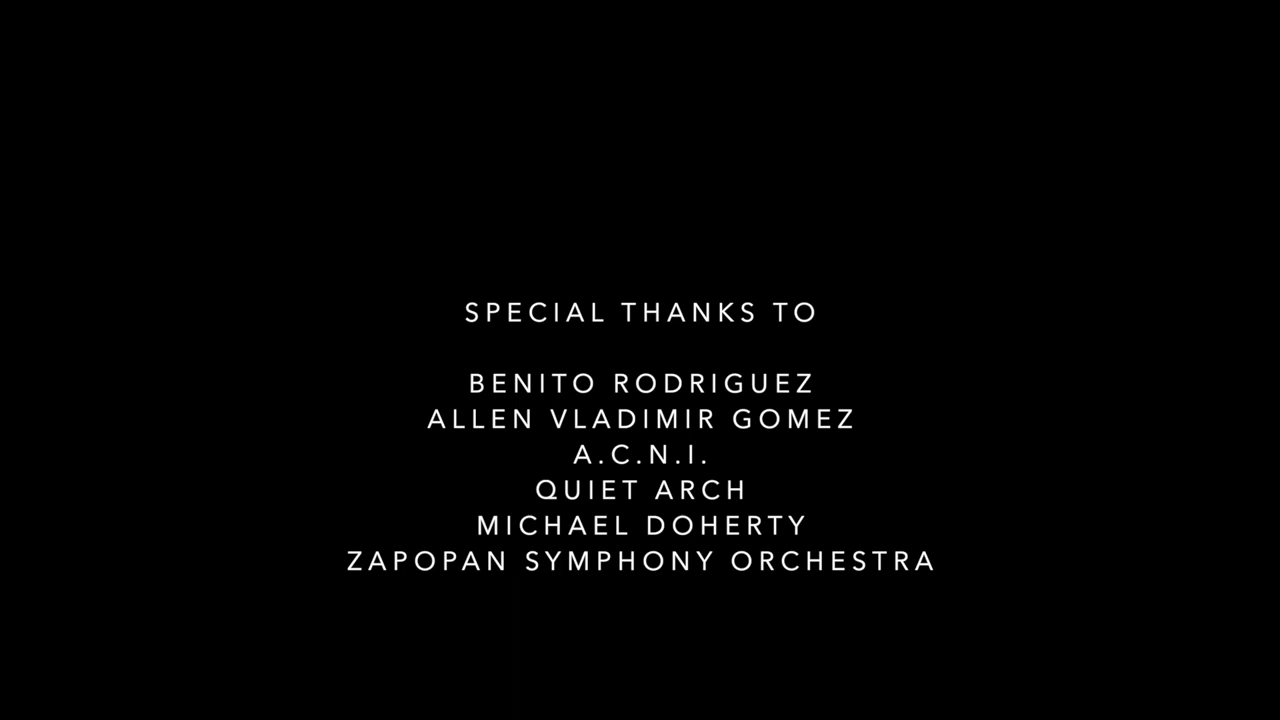 SPECIAL THANKS TO
BENITO RODRIGUEZ
ALLEN VLADIMIR GOMEZ
A.C.N.I.
QUIET ARCH
MICHAEL DOHERTY
ZAPOPAN SYMPHONY ORCHESTRA